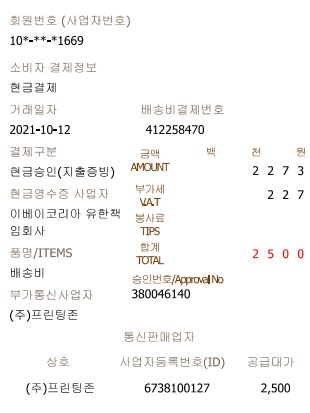 회원번호 (사업자번호)
10*-**-*1669
소비자 결제정보
현금결제
거래일자 배송비결제번호
2021-10-12 412258470
결제구분 금액 백 천 원
현금승인(지출증빙) AMOUNT 2 2 7 3
현금영수증 사업자 부가세 2 2 7
V.A.T
이베이코리아 유한책임회사 봉사료
TIPS
품명/ITEMS 합계 2 5 0 0
TOTAL
배송비 승인번호/Approval No
부가통신사업자 380046140
(주)프린팅존
통신판매업자
상호 사업자등록번호(ID) 공급대가
(주)프린팅존 6738100127 2,500